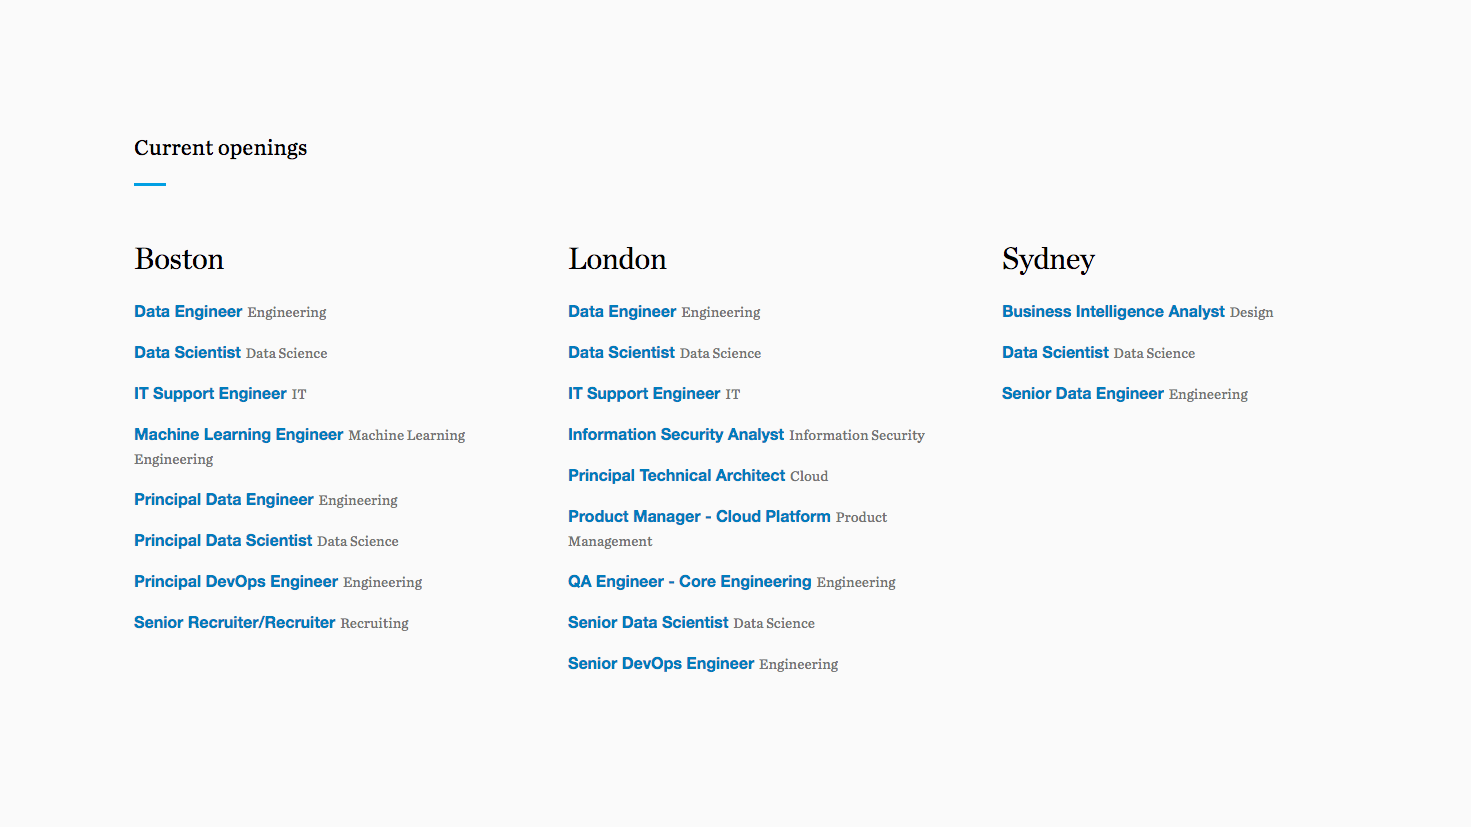 Current openings
Boston
Data Engineer Engineering
Data Scientist Data Science
IT Support Engineer IT
Machine Learning Engineer Machine Learning
Engineering
Principal Data Engineer Engineering
Principal Data Scientist Data Science
Principal DevOps Engineer Engineering
Senior Recruiter/Recruiter Recruiting
London
Data Engineer Engineering
Data Scientist Data Science
IT Support Engineer IT
Information Security Analyst Information Security
Principal Technical Architect Cloud
Product Manager - Cloud Platform Product
Management
QA Engineer - Core Engineering Engineering
Senior Data Scientist Data Science
Senior DevOps Engineer Engineering
Sydney
Business Intelligence Analyst Design
Data Scientist Data Science
Senior Data Engineer Engineering